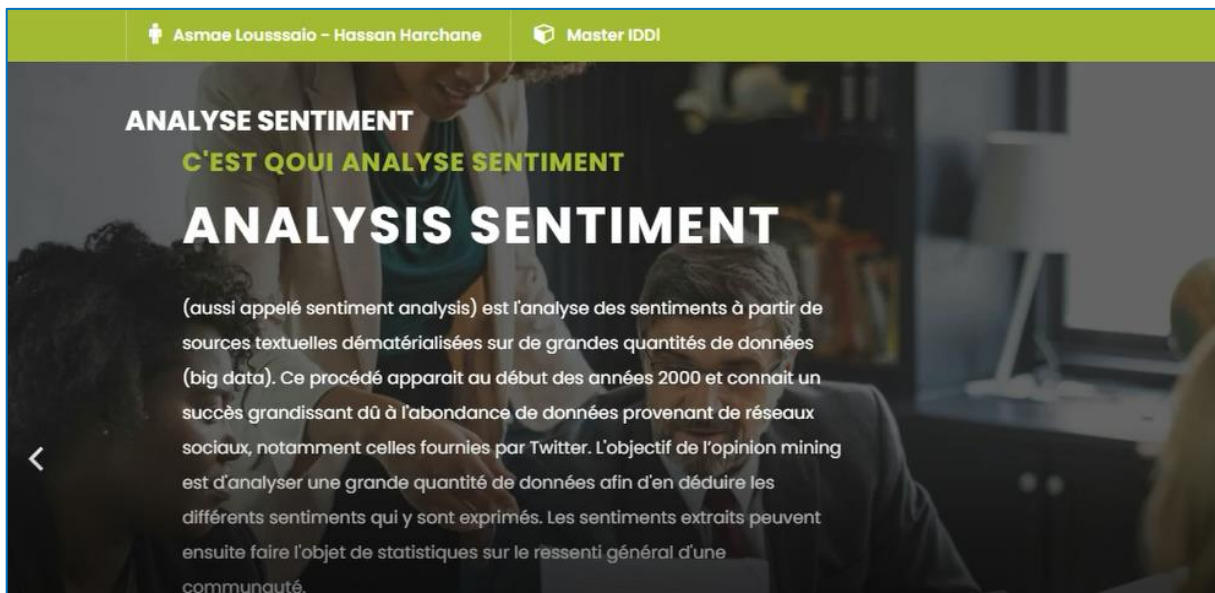 Asmae Lousssaio - Hassan Harchane
Master IDDI
ANALYSE SENTIMENT
C'EST QOUI ANALYSE SENTIMENT
ANALYSIS SENTIMENT
(aussi appelé sentiment analysis) est l'analyse des sentiments à partir de
sources textuelles dématérialisées sur de grandes quantités de données
(big data). Ce procédé apparait au début des années 2000 et connait un
succès grandissant dû à l'abondance de données provenant de réseaux
sociaux, notamment celles fournies par Twitter. L'objectif de l'opinion mining
est d'analyser une grande quantité de données afin d'en déduire les
différents sentiments qui y sont exprimés. Les sentiments extraits peuvent
ensuite faire l'objet de statistiques sur le ressenti général d'une
communauté.